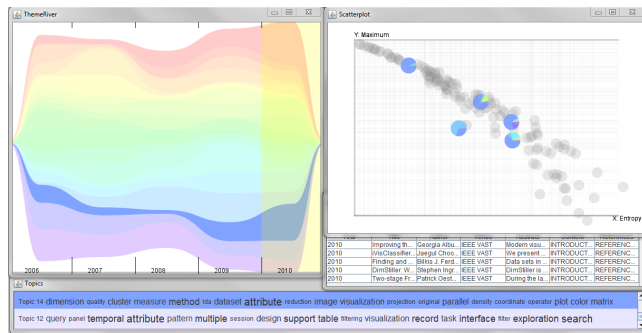 ThemeRiver
2006 2007 2008 2009 2010
Scatterplot
Y: Maximum
X: Entropy
2010 Improving th... Georgia Albu... IEEE VAST Modern visu... INTRODUCT... REFERENC...
2010 iVisClassifier... Jaegul Choo... IEEE VAST We present ... INTRODUCT... REFERENC...
2010 Finding and ... Bilkis J. Ferd... IEEE VAST Data sets in ... INTRODUCT... REFERENC...
2010 DimStiller: W... Stephen Ingr... IEEE VAST DimStiller is ... INTRODUCT... REFERENC...
2010 Two-stage Fr... Patrick Oest... IEEE VAST During the la... INTRODUCT... REFERENC...
Topics
Topic 14 dimension quality cluster measure method lda dataset attribute reduction image visualization projection original parallel density coordinate operator plot color matrix
Topic 12 query panel temporal attribute pattern multiple session design support table filtering visualization record task interface filter exploration search